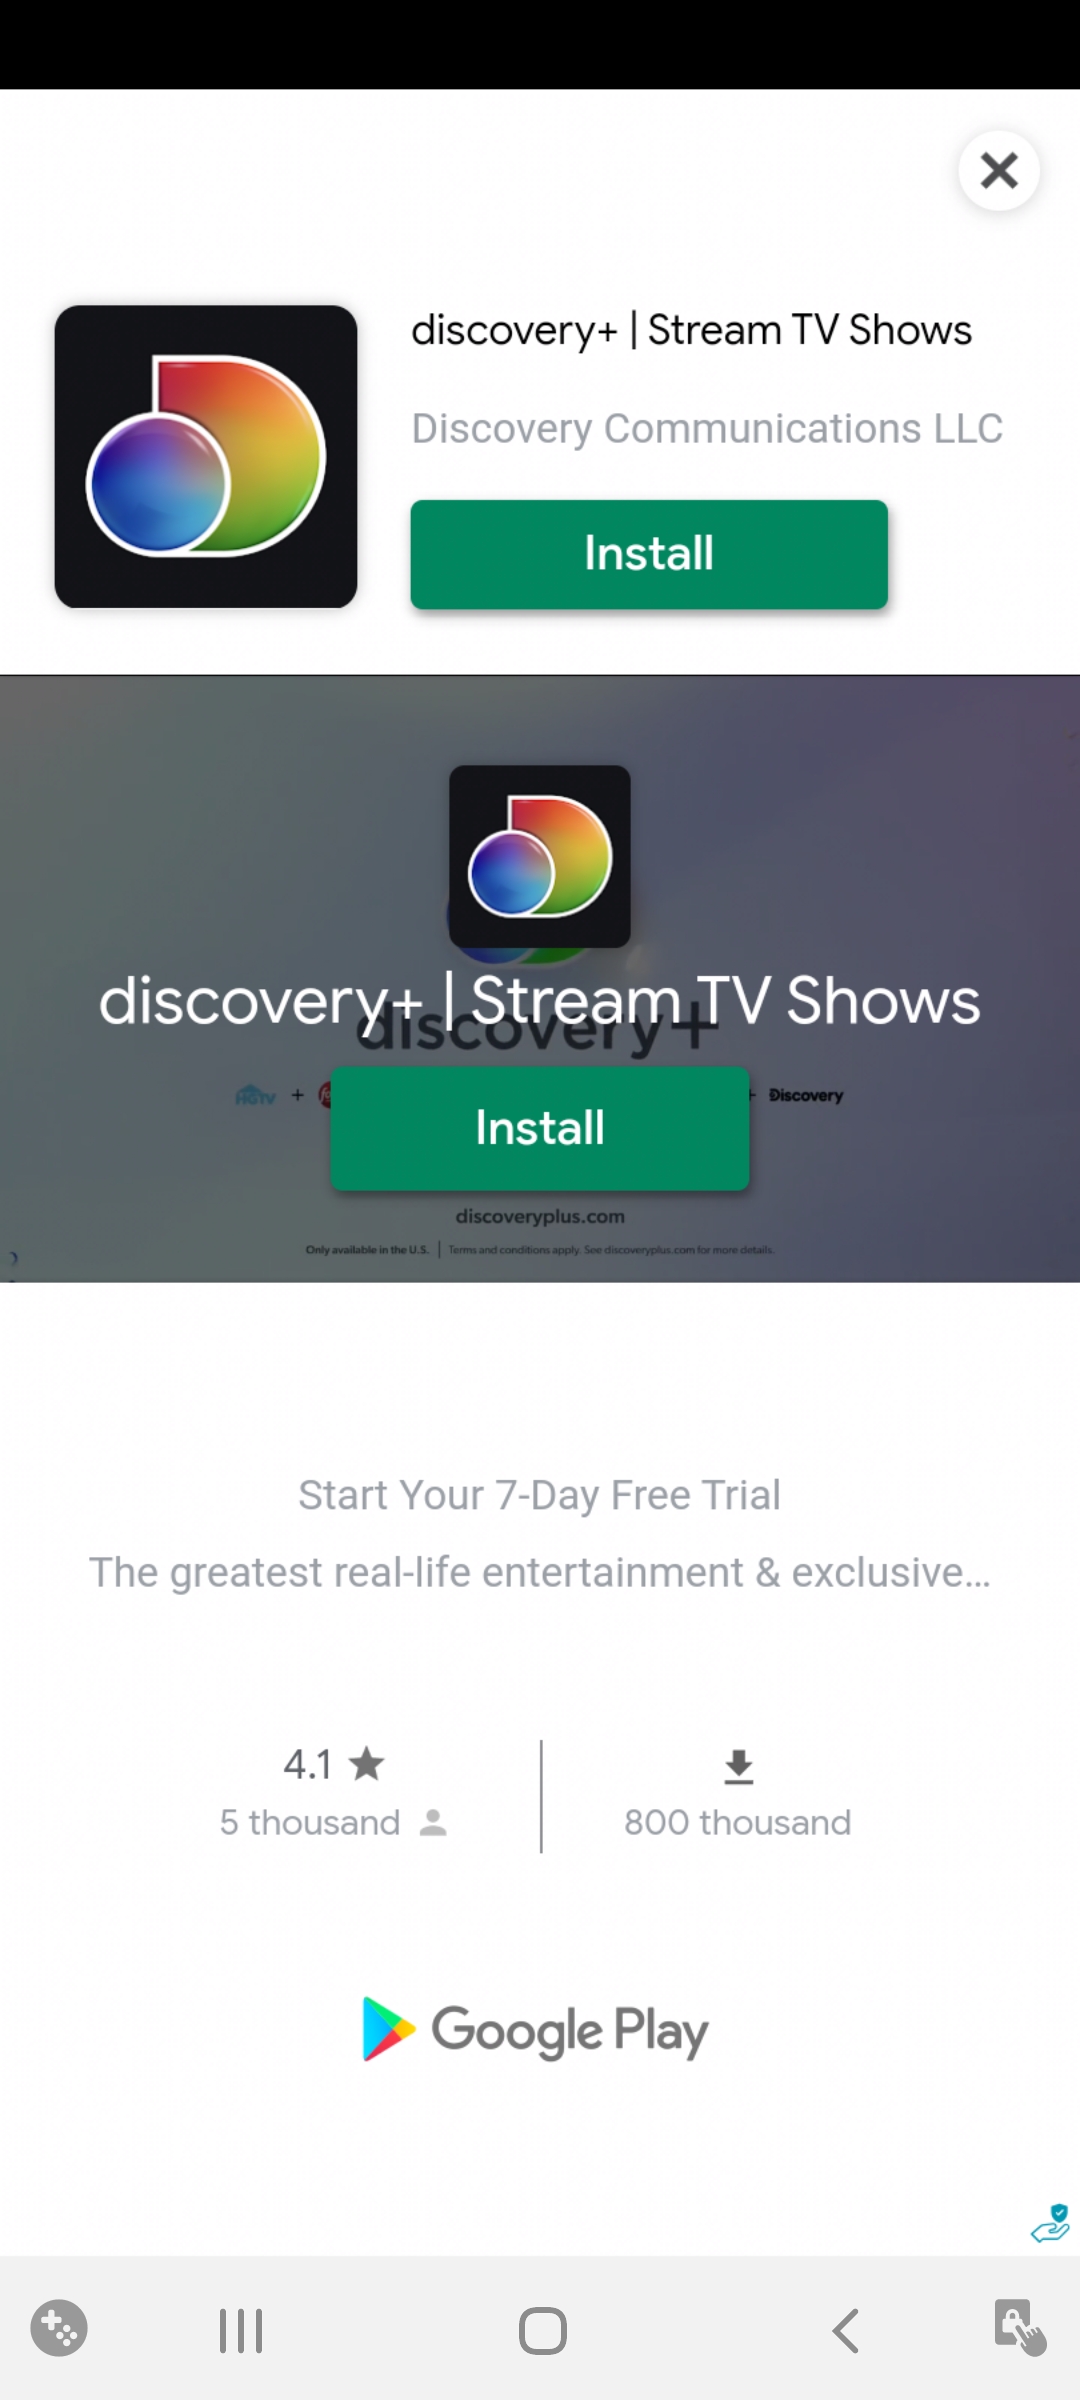 discovery+ | Stream TV Shows
Discovery Communications LLC
Install
discovery+ | Stream TV Shows
discovery+
HGTV +
Install
+ Discovery
discoveryplus.com
Only available in the U.S. | Terms and conditions apply. See discoveryplus.com for more details.
Start Your 7-Day Free Trial
The greatest real-life entertainment & exclusive...
4.1
5 thousand
800 thousand
Google Play